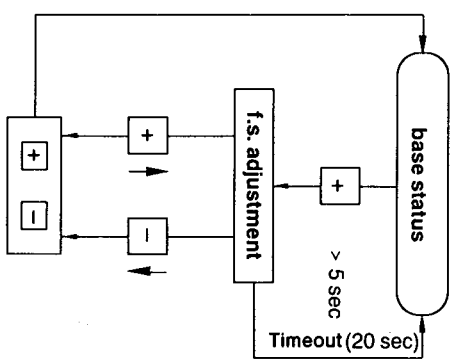 base status
+
> 5 sec
Timeout (20 sec)
f.s. adjustment
+
−
+
−